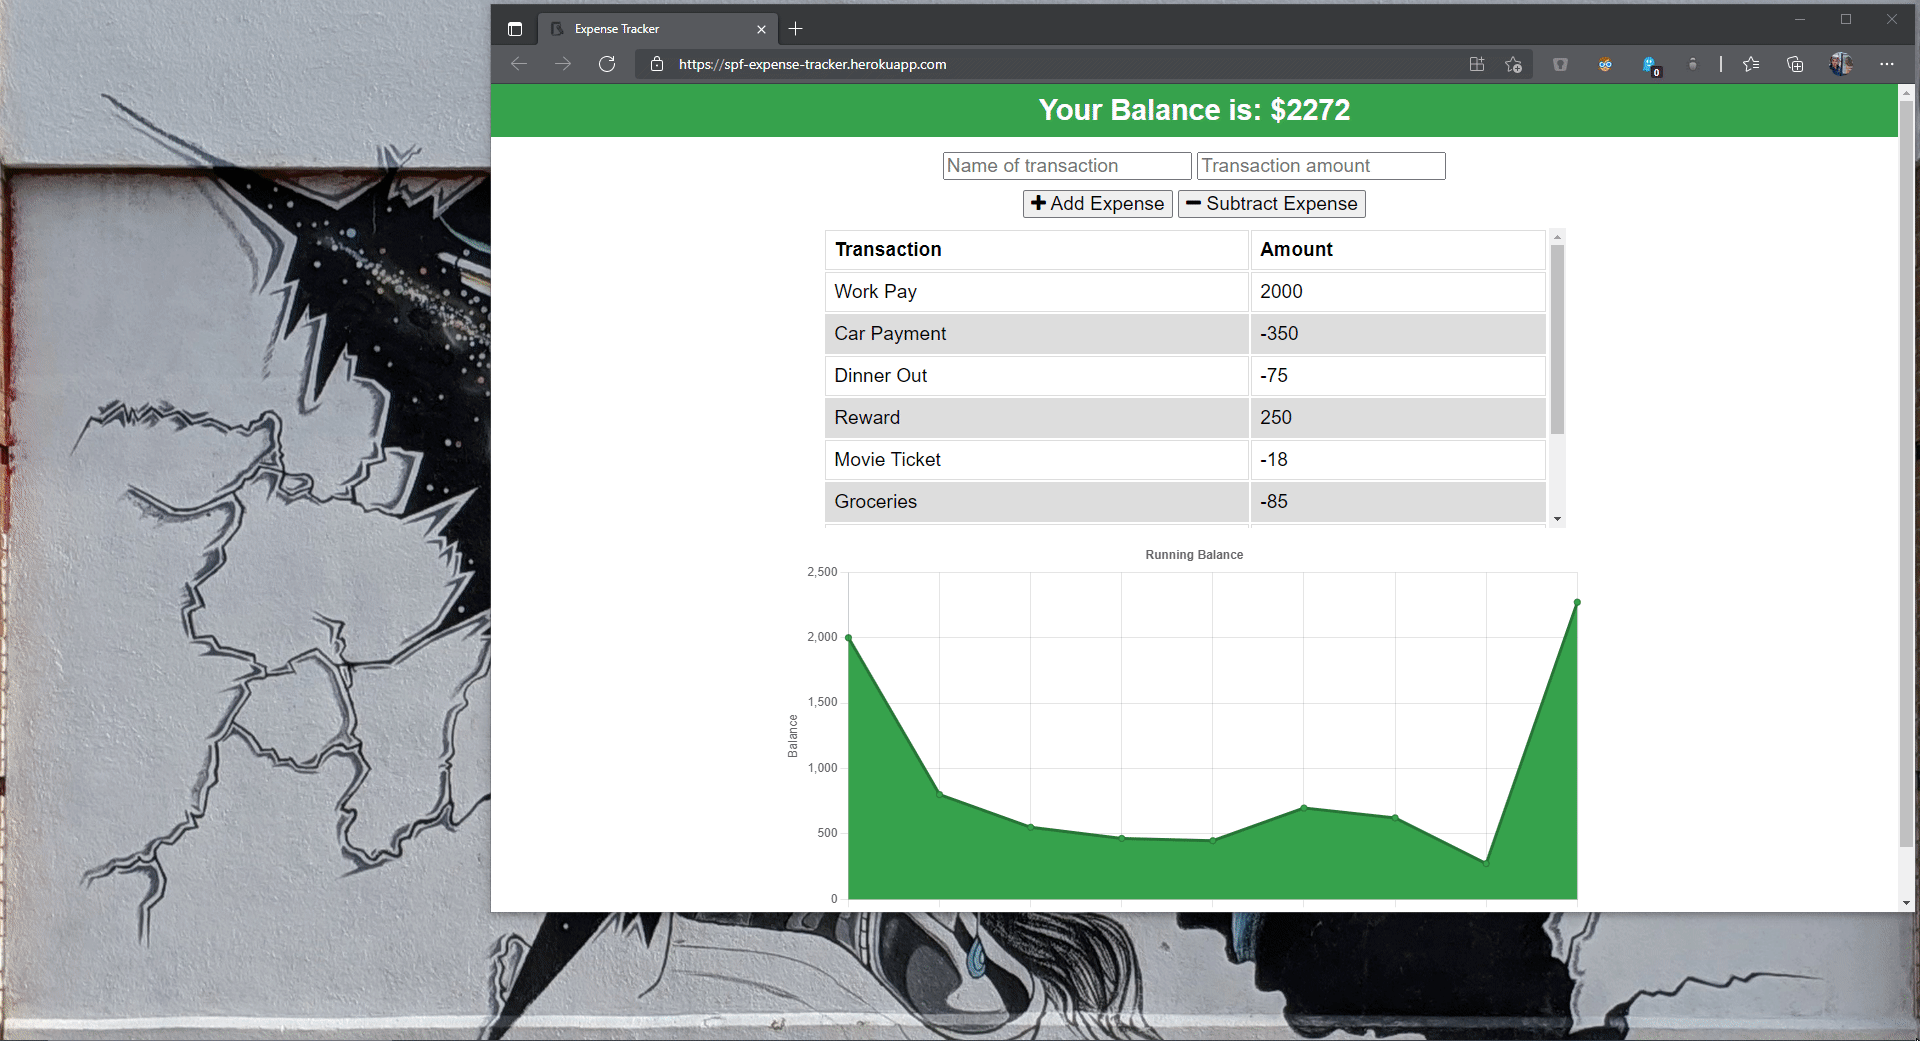 Expense Tracker
https://spf-expense-tracker.herokuapp.com
0
Your Balance is: $2272
Name of transaction Transaction amount
Add Expense Subtract Expense
Transaction Amount
Work Pay 2000
Car Payment -350
Dinner Out -75
Reward 250
Movie Ticket -18
Groceries -85
Running Balance
2,500
2,000
1,500
Balance
1,000
500
0